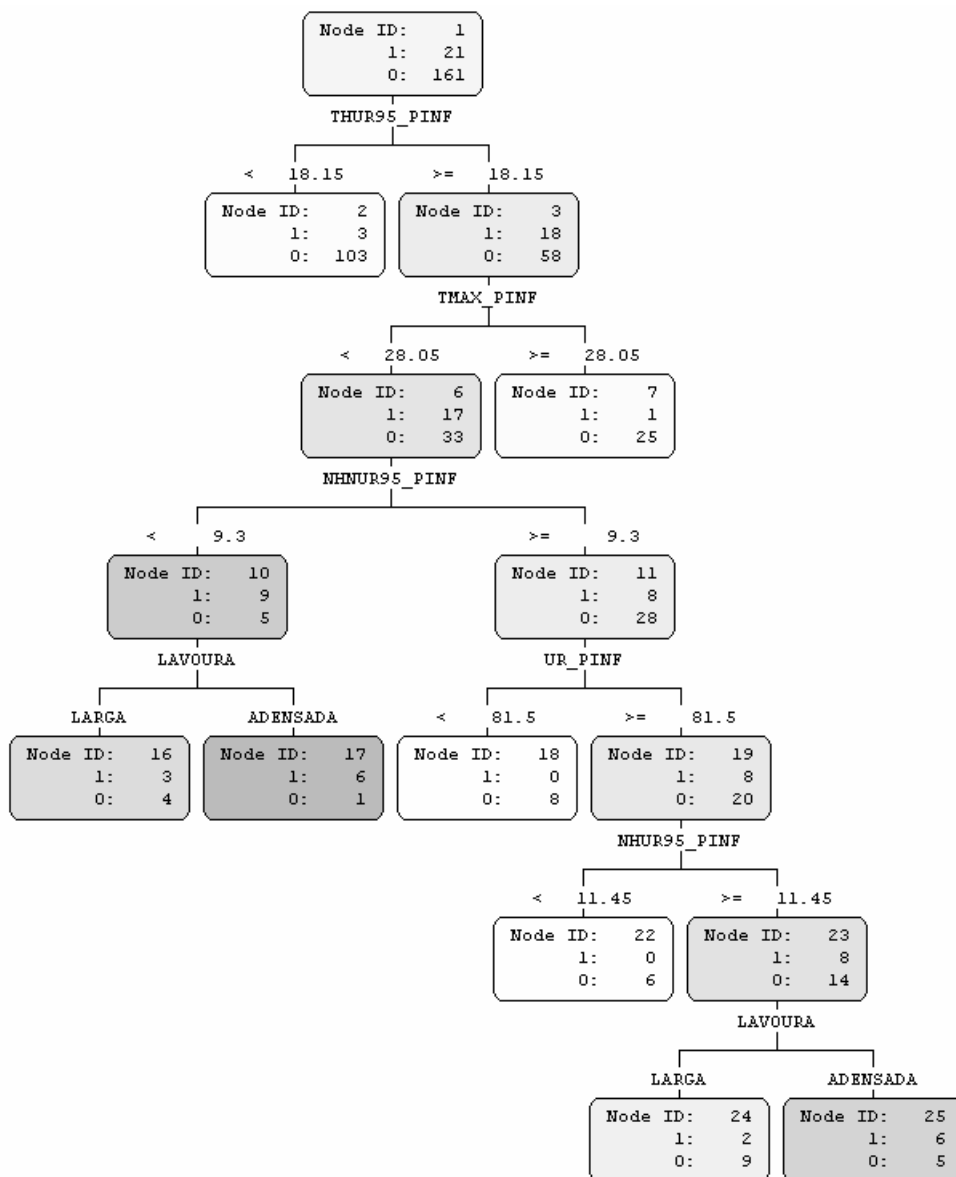 Node ID: 1
1: 21
0: 161
THUR95_PINF
< 18.15 >= 18.15
Node ID: 2
1: 3
0: 103
Node ID: 3
1: 18
0: 58
TMAX_PINF
< 28.05 >= 28.05
Node ID: 6
1: 17
0: 33
Node ID: 7
1: 1
0: 25
NHNUR95_PINF
< 9.3 >= 9.3
Node ID: 10
1: 9
0: 5
Node ID: 11
1: 8
0: 28
LAVOURA
UR_PINF
LARGA ADENSADA
< 81.5 >= 81.5
Node ID: 16
1: 3
0: 4
Node ID: 17
1: 6
0: 1
Node ID: 18
1: 0
0: 8
Node ID: 19
1: 8
0: 20
NHUR95_PINF
< 11.45 >= 11.45
Node ID: 22
1: 0
0: 6
Node ID: 23
1: 8
0: 14
LAVOURA
LARGA ADENSADA
Node ID: 24
1: 2
0: 9
Node ID: 25
1: 6
0: 5